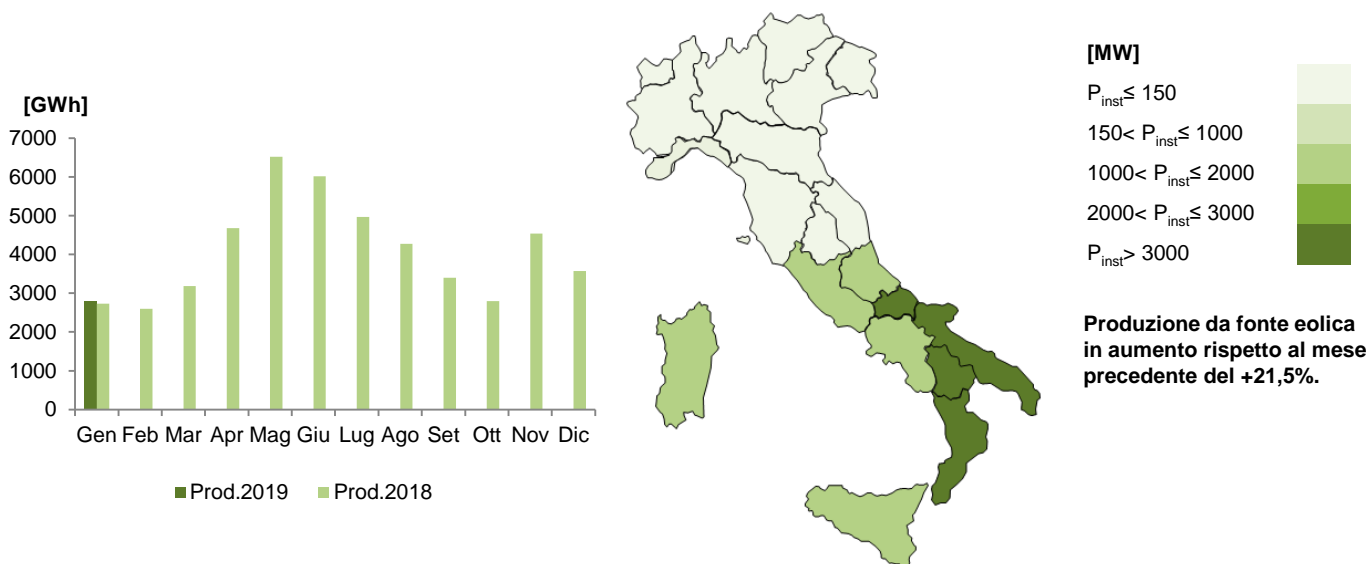 [GWh]
7000
6000
5000
4000
3000
2000
1000
0
Gen Feb Mar Apr Mag Giu Lug Ago Set Ott Nov Dic
Prod.2019 Prod.2018
[MW]
Pinst≤ 150
150< Pinst≤ 1000
1000< Pinst≤ 2000
2000< Pinst≤ 3000
Pinst> 3000
Produzione da fonte eolica
in aumento rispetto al mese
precedente del +21,5%.